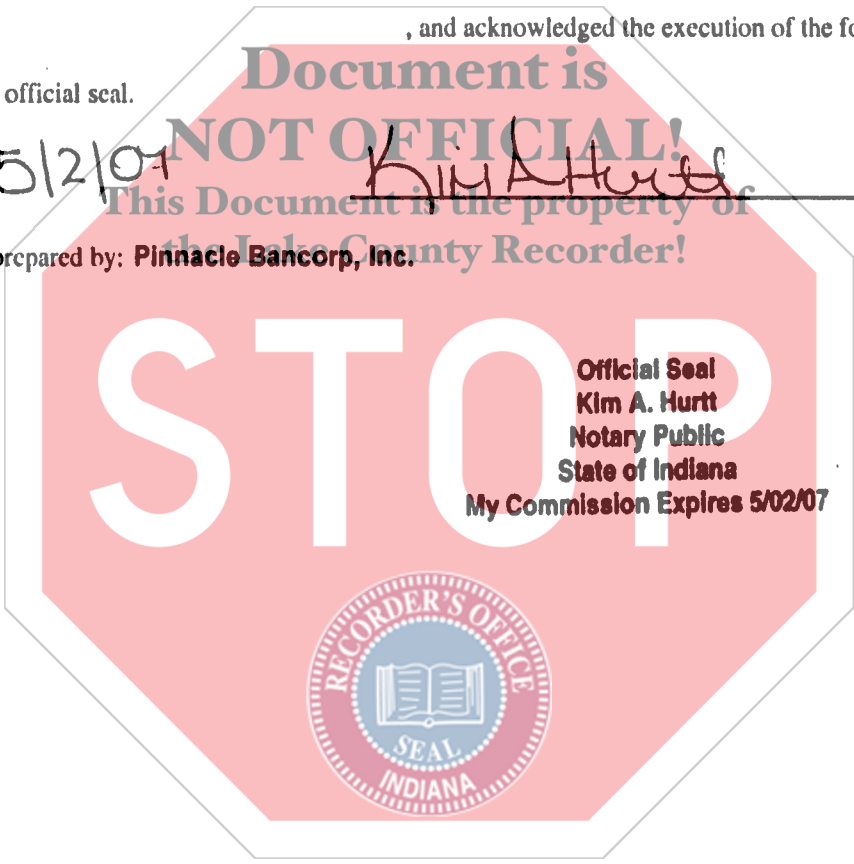 , and acknowledged the execution of the fo
Document is
official seal.
NOT OFFICIAL!
5/2/07
Kim A Hurtt
This Document is the property of
the Lake County Recorder!
prepared by: Pinnacle Bancorp, Inc.
STOP
Official Seal
Kim A. Hurtt
Notary Public
State of Indiana
My Commission Expires 5/02/07
RECORDER'S OFFICE
SEAL
INDIANA